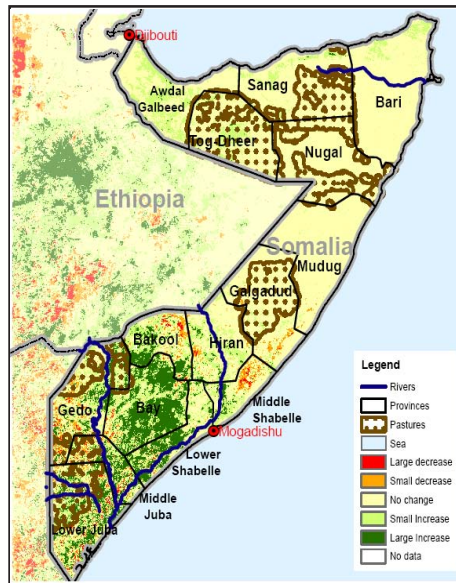 Djibouti
Awdal
Galbeed
Sanag
Bari
Tog Dheer
Nugal
Ethiopia
Somalia
Mudug
Galgadud
Bakool
Hiran
Gedo
Bay
Middle
Shabelle
Mogadishu
Lower
Shabelle
Middle
Juba
Lower Juba
Legend
Rivers
Provinces
Pastures
Sea
Large decrease
Small decrease
No change
Small Increase
Large Increase
No data